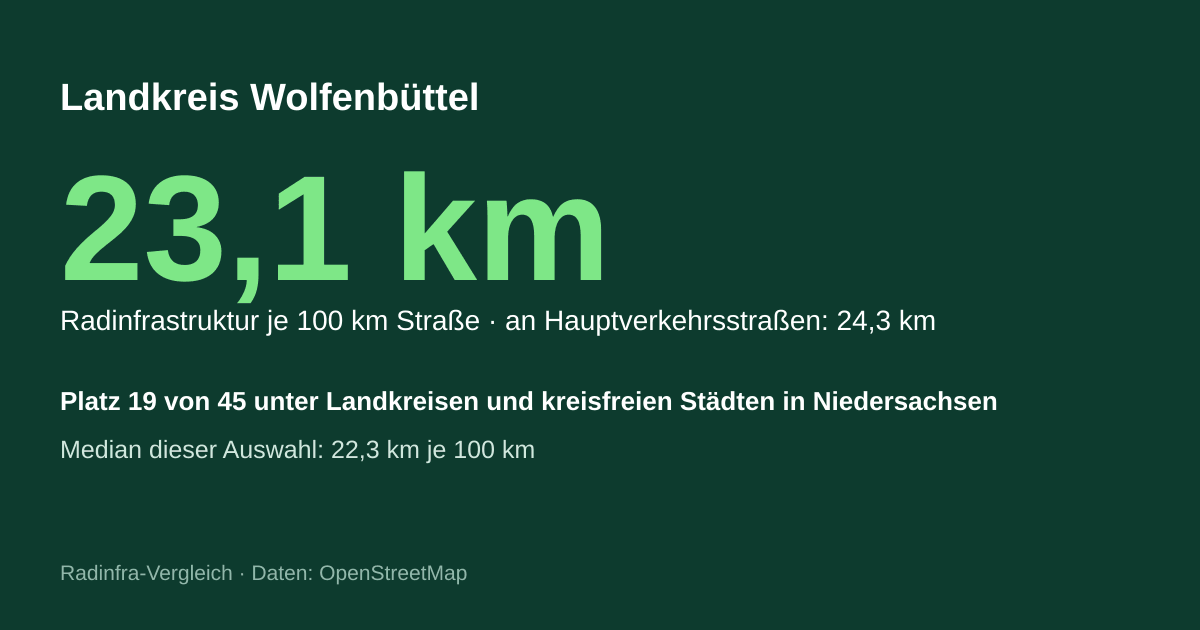 Landkreis Wolfenbüttel
23,1 km
Radinfrastruktur je 100 km Straße · an Hauptverkehrsstraßen: 24,3 km
Platz 19 von 45 unter Landkreisen und kreisfreien Städten in Niedersachsen
Median dieser Auswahl: 22,3 km je 100 km
Radinfra-Vergleich · Daten: OpenStreetMap